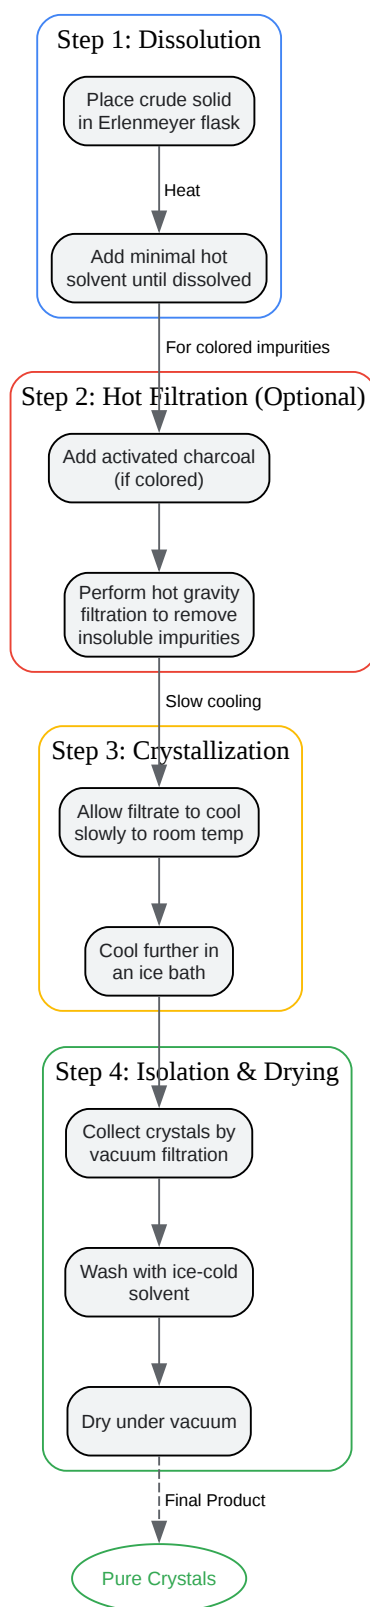 Step 1: Dissolution
Place crude solid
in Erlenmeyer flask
Heat
Add minimal hot
solvent until dissolved
For colored impurities
Step 2: Hot Filtration (Optional)
Add activated charcoal
(if colored)
Perform hot gravity
filtration to remove
insoluble impurities
Slow cooling
Step 3: Crystallization
Allow filtrate to cool
slowly to room temp
Cool further in
an ice bath
Step 4: Isolation & Drying
Collect crystals by
vacuum filtration
Wash with ice-cold
solvent
Dry under vacuum
Final Product
Pure Crystals